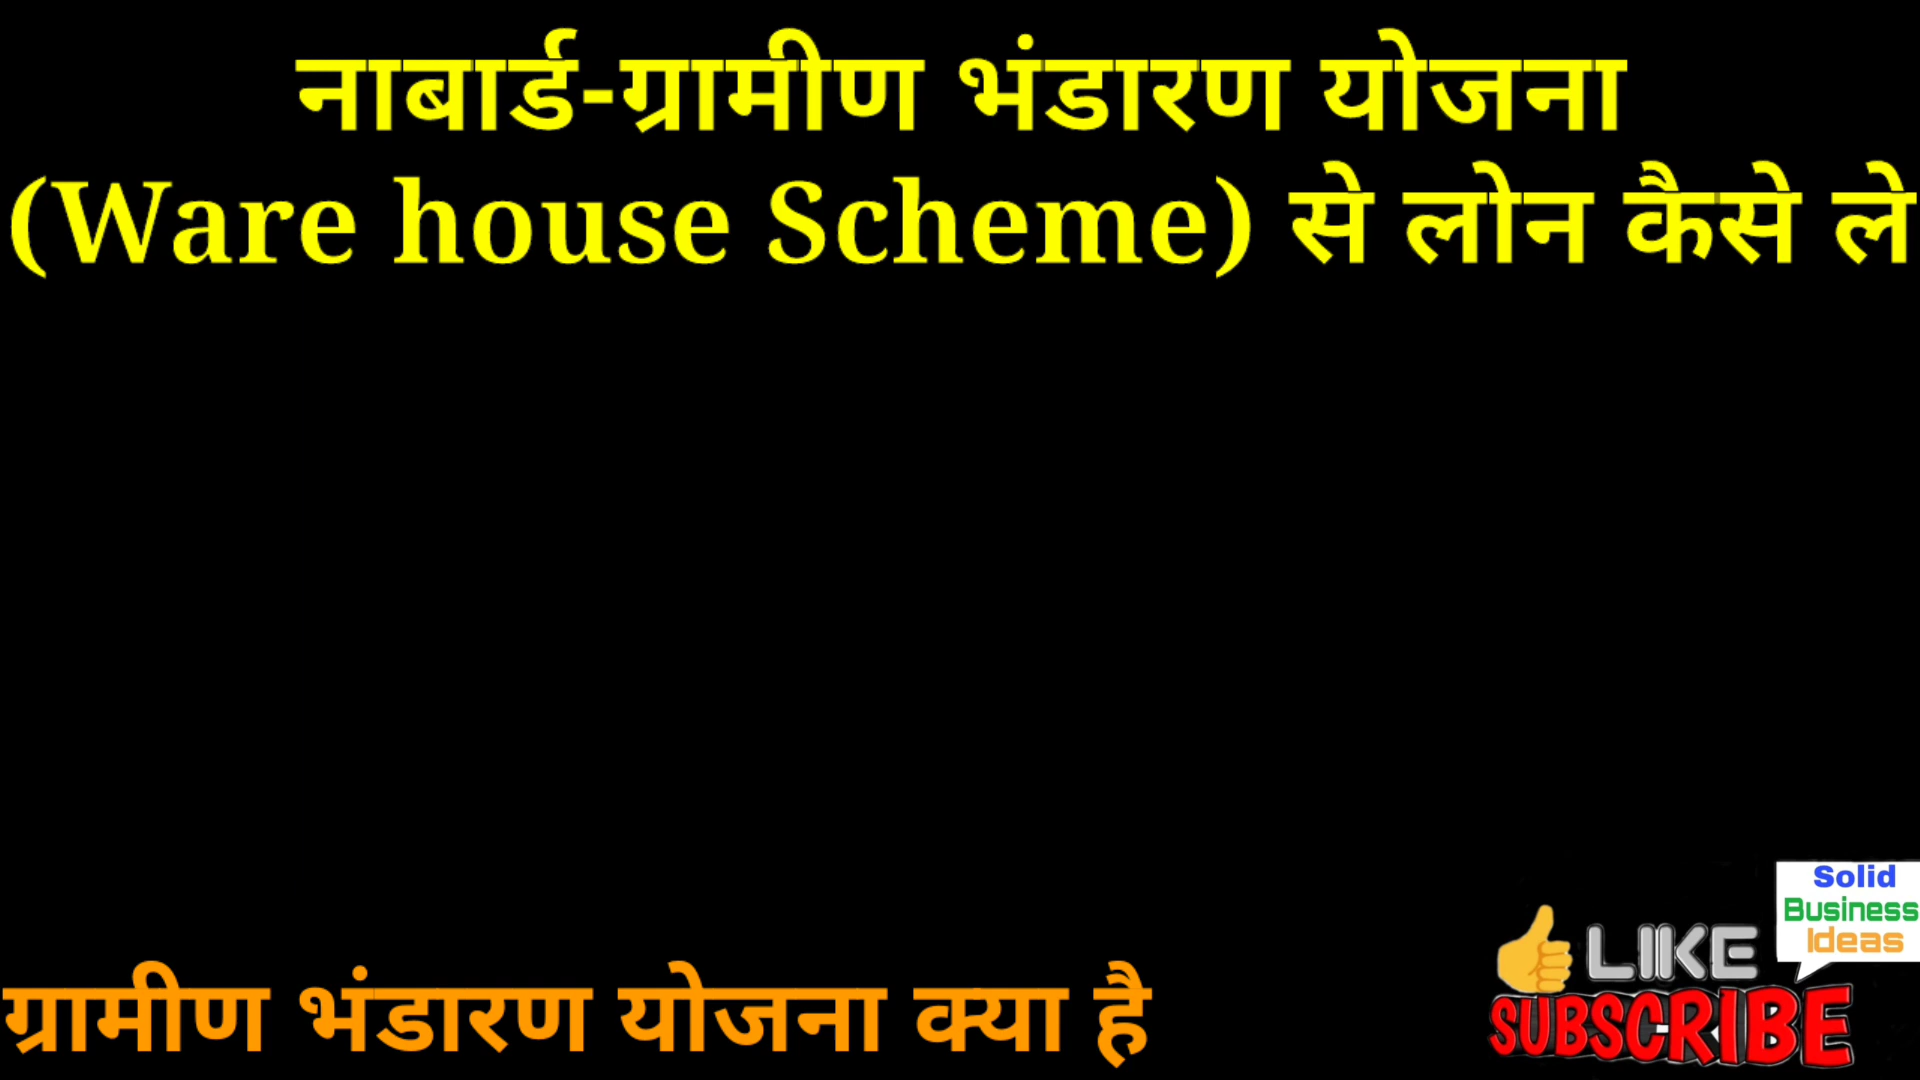 नाबार्ड-ग्रामीण भंडारण योजना
(Ware house Scheme) से लोन कैसे ले
Solid
Business
Ideas
LIKE
SUBSCRIBE
ग्रामीण भंडारण योजना क्या है